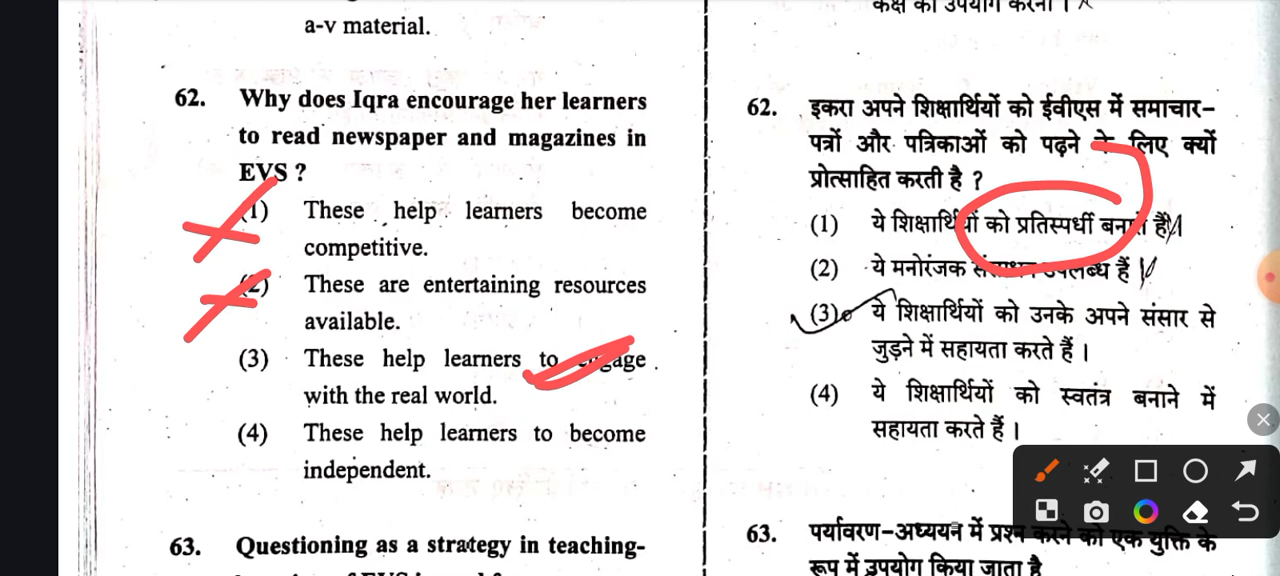 a-v material.
62. Why does Iqra encourage her learners
to read newspaper and magazines in
EVS ?
(1) These help learners become
competitive.
(2) These are entertaining resources
available.
(3) These help learners to engage
with the real world.
(4) These help learners to become
independent.
63. Questioning as a strategy in teaching-
62. इकरा अपने शिक्षार्थियों को ईवीएस में समाचार-
पत्रों और पत्रिकाओं को पढ़ने के लिए क्यों
प्रोत्साहित करती है ?
(1) ये शिक्षार्थियों को प्रतिस्पर्धी बनाते हैं
(2) ये मनोरंजक संसाधन उपलब्ध हैं
(3) ये शिक्षार्थियों को उनके अपने संसार से
जुड़ने में सहायता करते हैं ।
(4) ये शिक्षार्थियों को स्वतंत्र बनाने में
सहायता करते हैं ।
63. पर्यावरण-अध्ययन में प्रश्न करने को एक युक्ति के
रूप में उपयोग किया जाता है